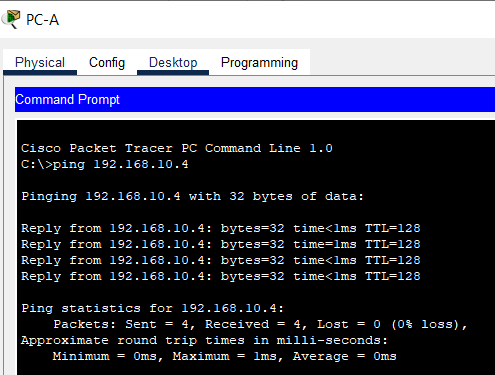 PC-A
Physical Config Desktop Programming
Command Prompt
Cisco Packet Tracer PC Command Line 1.0
C:\>ping 192.168.10.4
Pinging 192.168.10.4 with 32 bytes of data:
Reply from 192.168.10.4: bytes=32 time<1ms TTL=128
Reply from 192.168.10.4: bytes=32 time=1ms TTL=128
Reply from 192.168.10.4: bytes=32 time<1ms TTL=128
Reply from 192.168.10.4: bytes=32 time<1ms TTL=128
Ping statistics for 192.168.10.4:
Packets: Sent = 4, Received = 4, Lost = 0 (0% loss),
Approximate round trip times in milli-seconds:
Minimum = 0ms, Maximum = 1ms, Average = 0ms